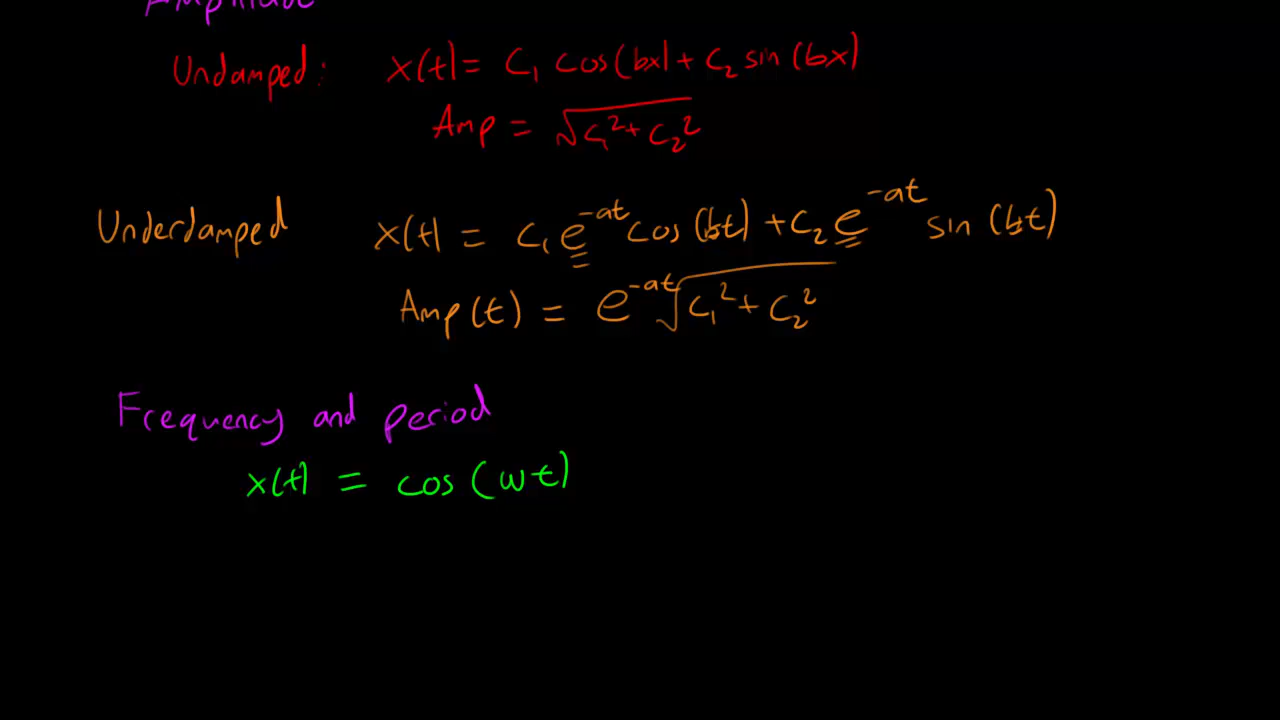 Amplitude
Undamped: x(t) = C₁ cos(bx) + C₂ sin(bx)
Amp = √(C₁² + C₂²)
Underdamped x(t) = C₁ e^(-at) cos(bt) + C₂ e^(-at) sin(bt)
Amp(t) = e^(-at) √(C₁² + C₂²)
Frequency and period
x(t) = cos(ωt)